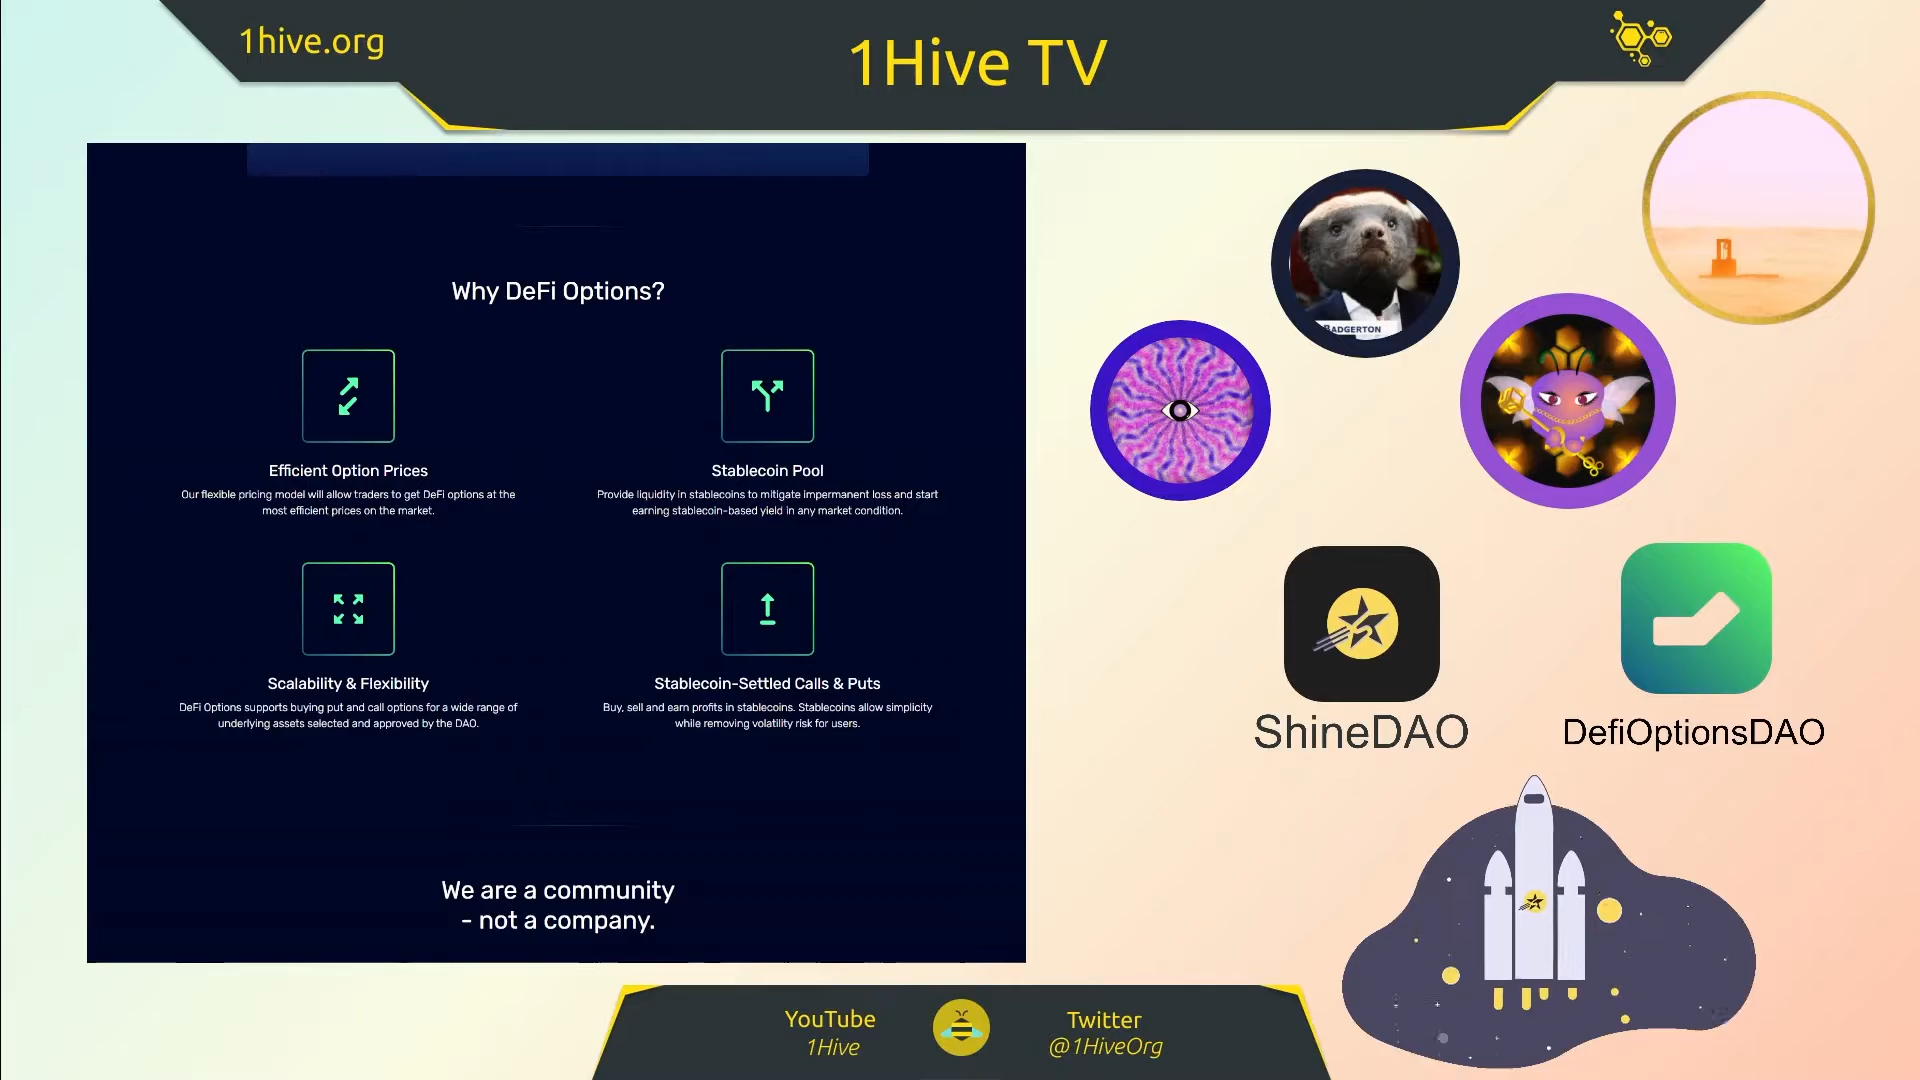 1hive.org
1Hive TV
Why DeFi Options?
Efficient Option Prices
Our flexible pricing model will allow traders to get DeFi options at the
most efficient prices on the market.
Stablecoin Pool
Provide liquidity in stablecoins to mitigate impermanent loss and start
earning stablecoin-based yield in any market condition.
Scalability & Flexibility
DeFi Options supports buying put and call options for a wide range of
underlying assets selected and approved by the DAO.
Stablecoin-Settled Calls & Puts
Buy, sell and earn profits in stablecoins. Stablecoins allow simplicity
while removing volatility risk for users.
We are a community
- not a company.
BADGERTON
ShineDAO
DefiOptionsDAO
YouTube
1Hive
Twitter
@1HiveOrg